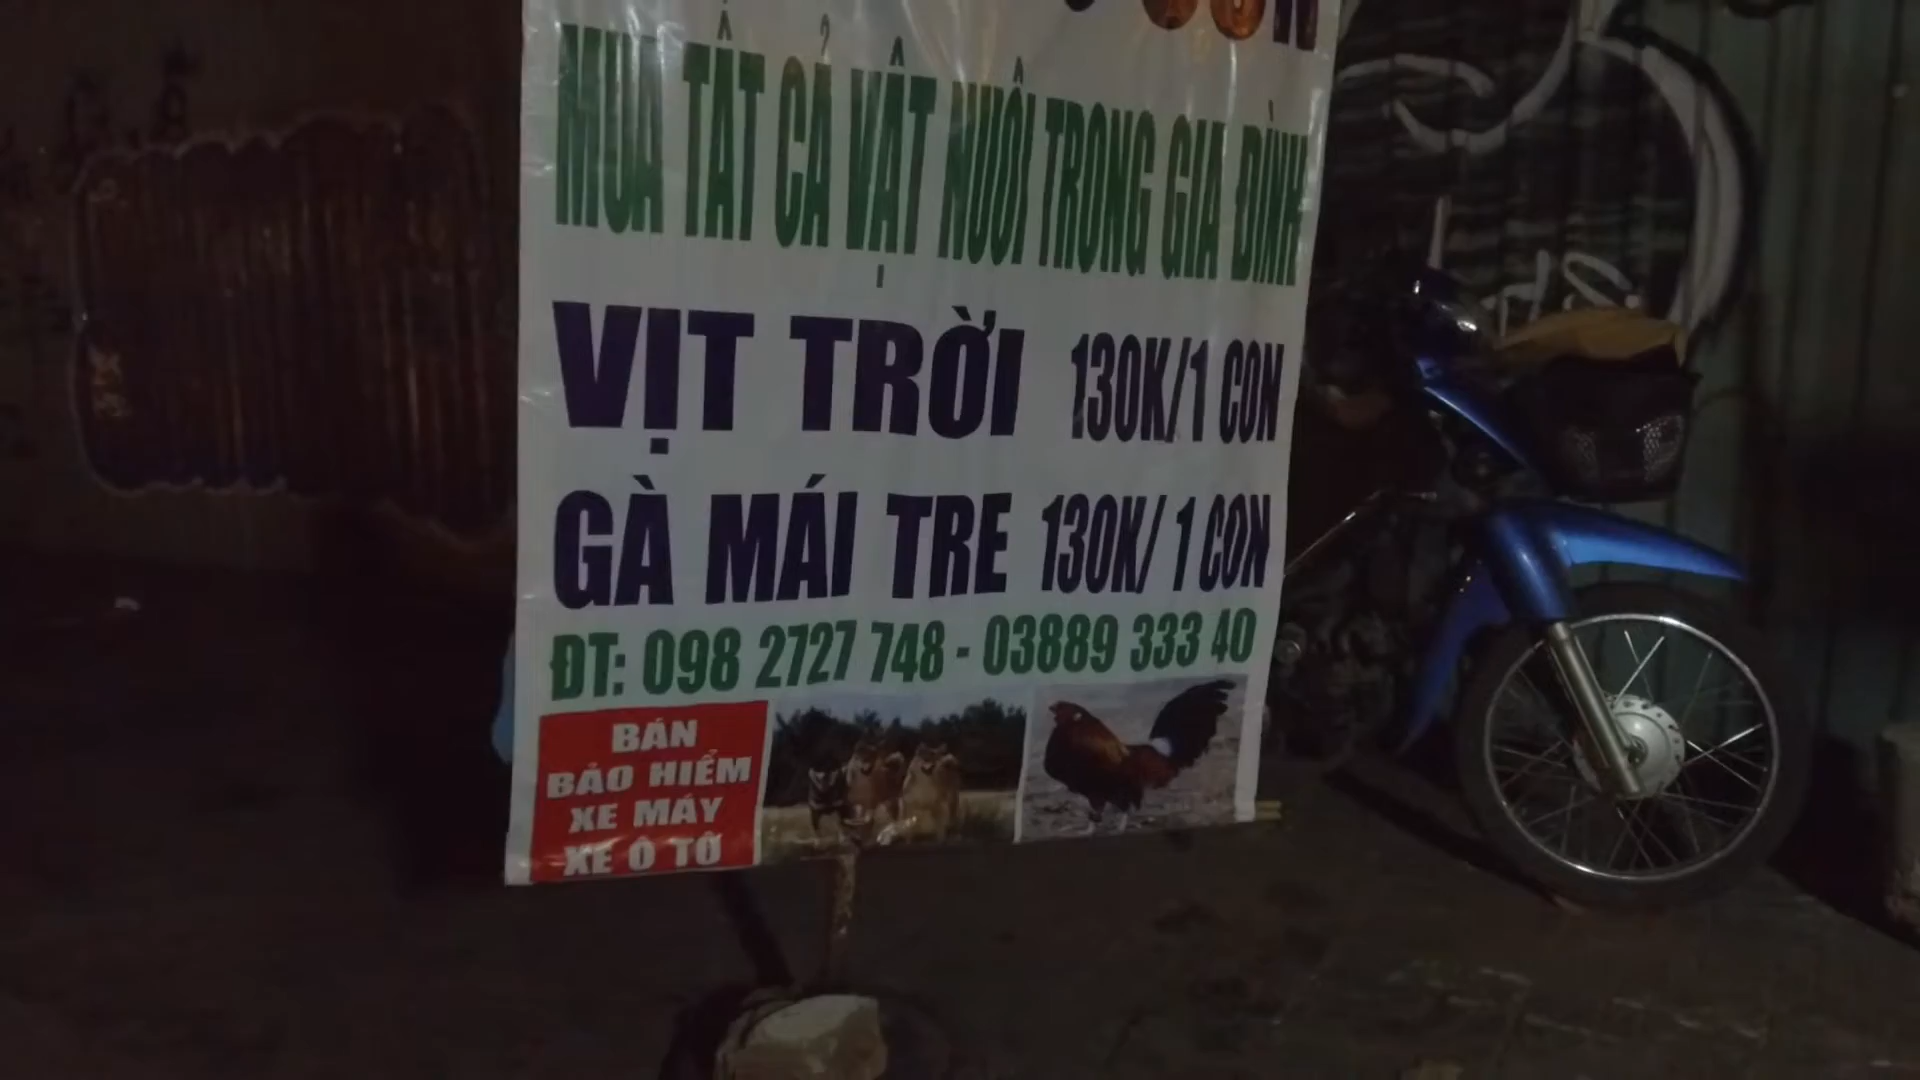 MUA TẤT CẢ VẬT NUÔI TRONG GIA ĐÌNH
VỊT TRỜI 130K/1 CON
GÀ MÁI TRE 130K/ 1 CON
ĐT: 098 2727 748 - 03889 333 40
BÁN
BẢO HIỂM
XE MÁY
XE Ô TÔ